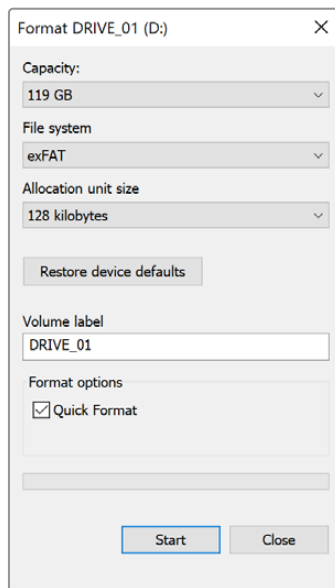 Format DRIVE_01 (D:)
Capacity:
119 GB
File system
exFAT
Allocation unit size
128 kilobytes
Restore device defaults
Volume label
DRIVE_01
Format options
Quick Format
Start Close